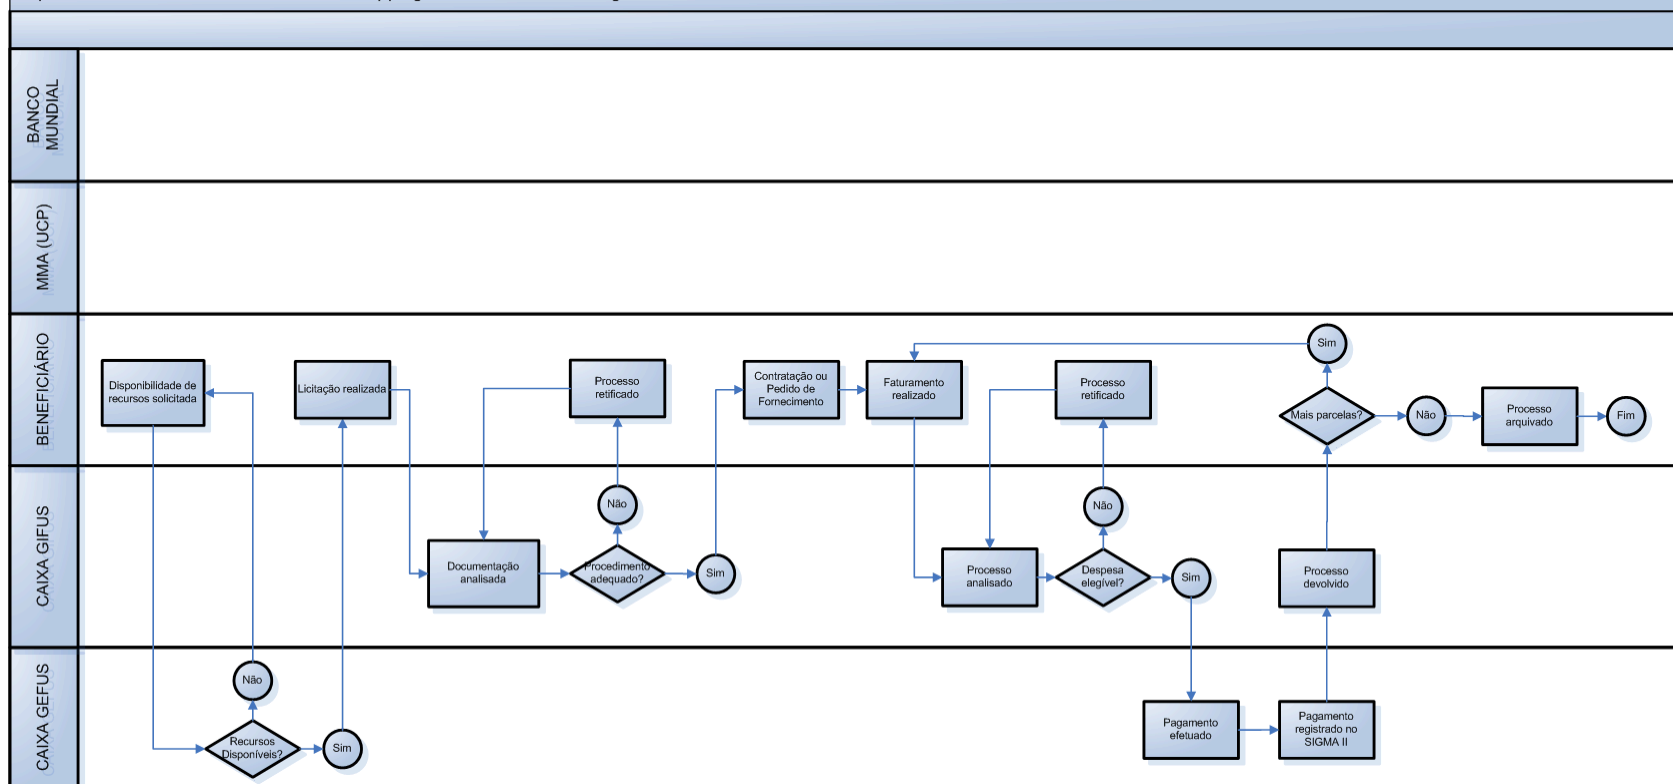 BANCO
MUNDIAL
MMA (UCP)
BENEFICIÁRIO
Disponibilidade de
recursos solicitada
Licitação realizada
Processo
retificado
Contratação ou
Pedido de
Fornecimento
Faturamento
realizado
Processo
retificado
Sim
Mais parcelas?
Não
Processo
arquivado
Fim
CAIXA GIFUS
Documentação
analisada
Não
Procedimento
adequado?
Sim
Processo
analisado
Não
Despesa
elegível?
Sim
Processo
devolvido
CAIXA GEFUS
Não
Recursos
Disponíveis?
Sim
Pagamento
efetuado
Pagamento
registrado no
SIGMA II